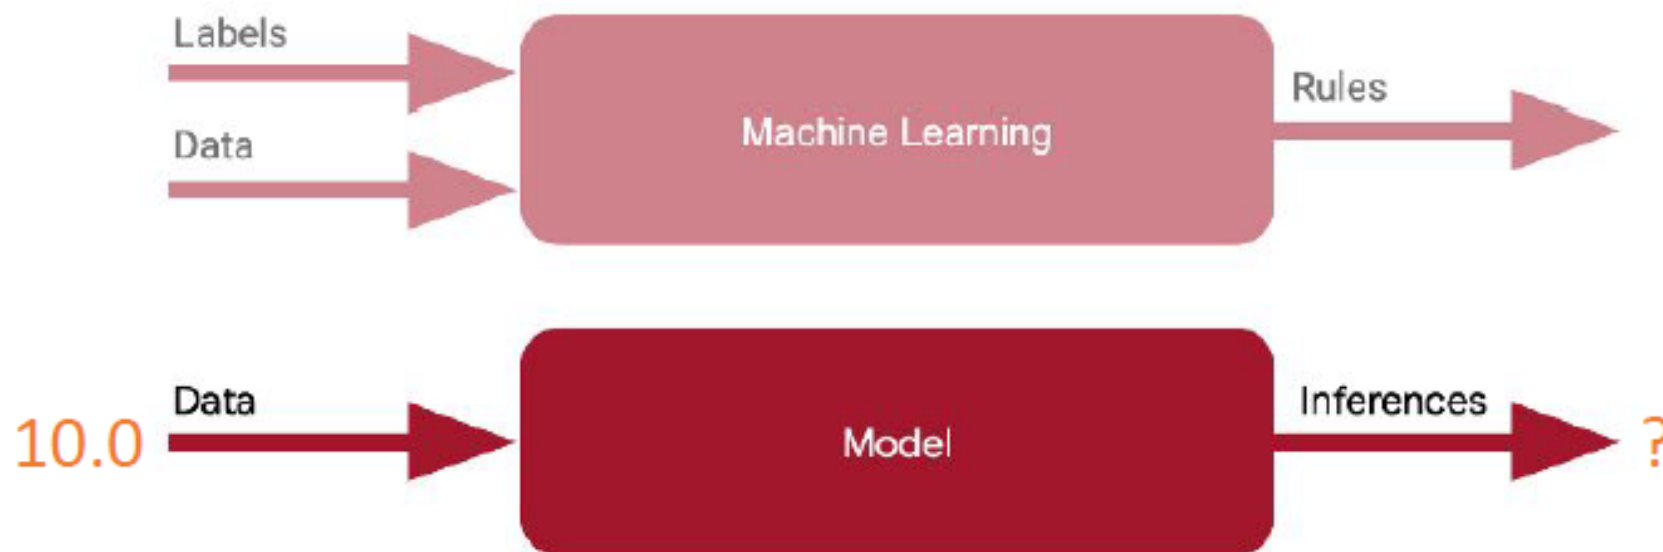 Labels
Data
Machine Learning
Rules
10.0
Data
Model
Inferences
?